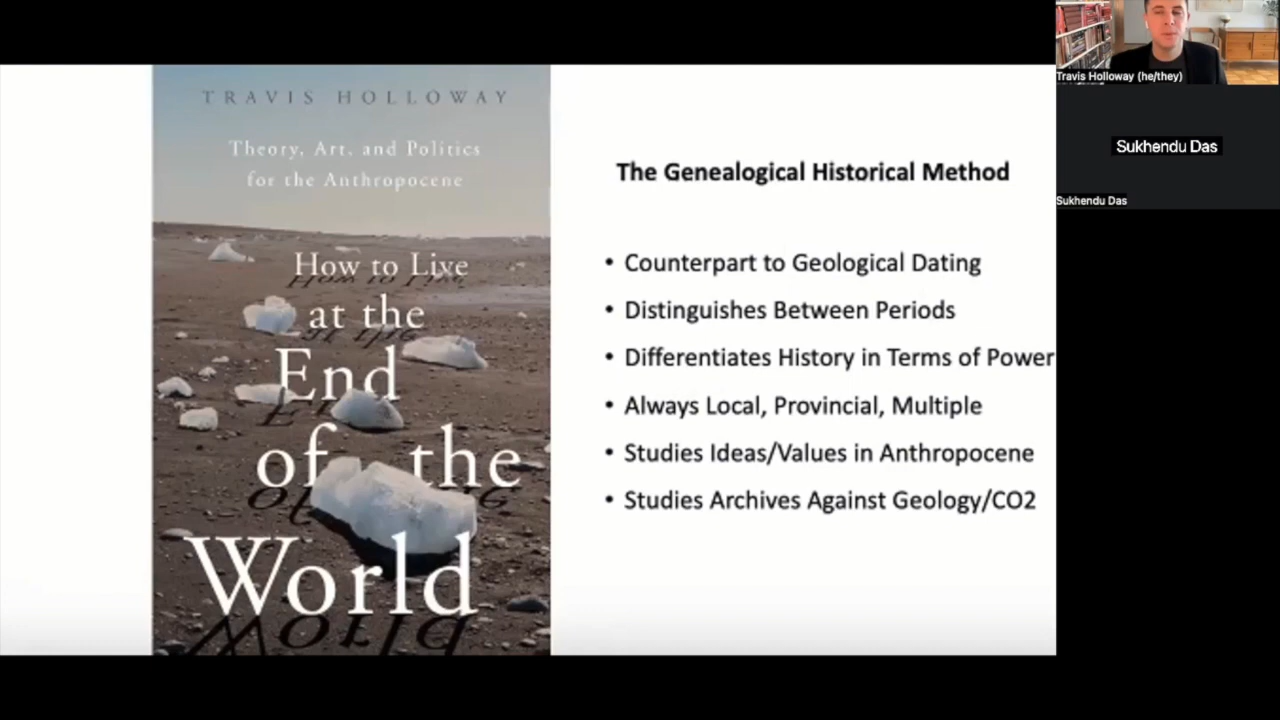 TRAVIS HOLLOWAY
Theory, Art, and Politics
for the Anthropocene
How to Live
at the
End
of the
World
The Genealogical Historical Method
• Counterpart to Geological Dating
• Distinguishes Between Periods
• Differentiates History in Terms of Power
• Always Local, Provincial, Multiple
• Studies Ideas/Values in Anthropocene
• Studies Archives Against Geology/CO2
Travis Holloway (he/they)
Sukhendu Das
Sukhendu Das